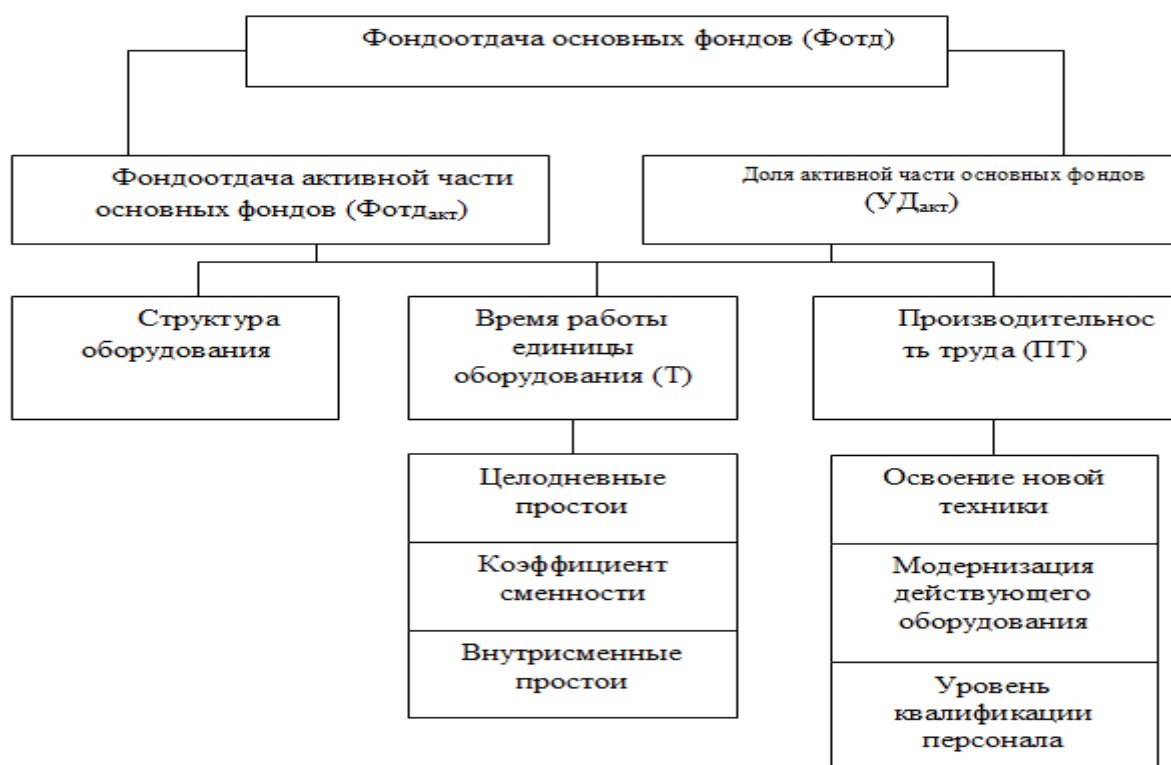 Фондоотдача основных фондов (Фотд)
Фондоотдача активной части
основных фондов (Фотдакт)
Доля активной части основных фондов
(УДакт)
Структура
оборудования
Время работы
единицы
оборудования (Т)
Производительнос
ть труда (ПТ)
Целодневные
простои
Коэффициент
сменности
Внутрисменные
простои
Освоение новой
техники
Модернизация
действующего
оборудования
Уровень
квалификации
персонала